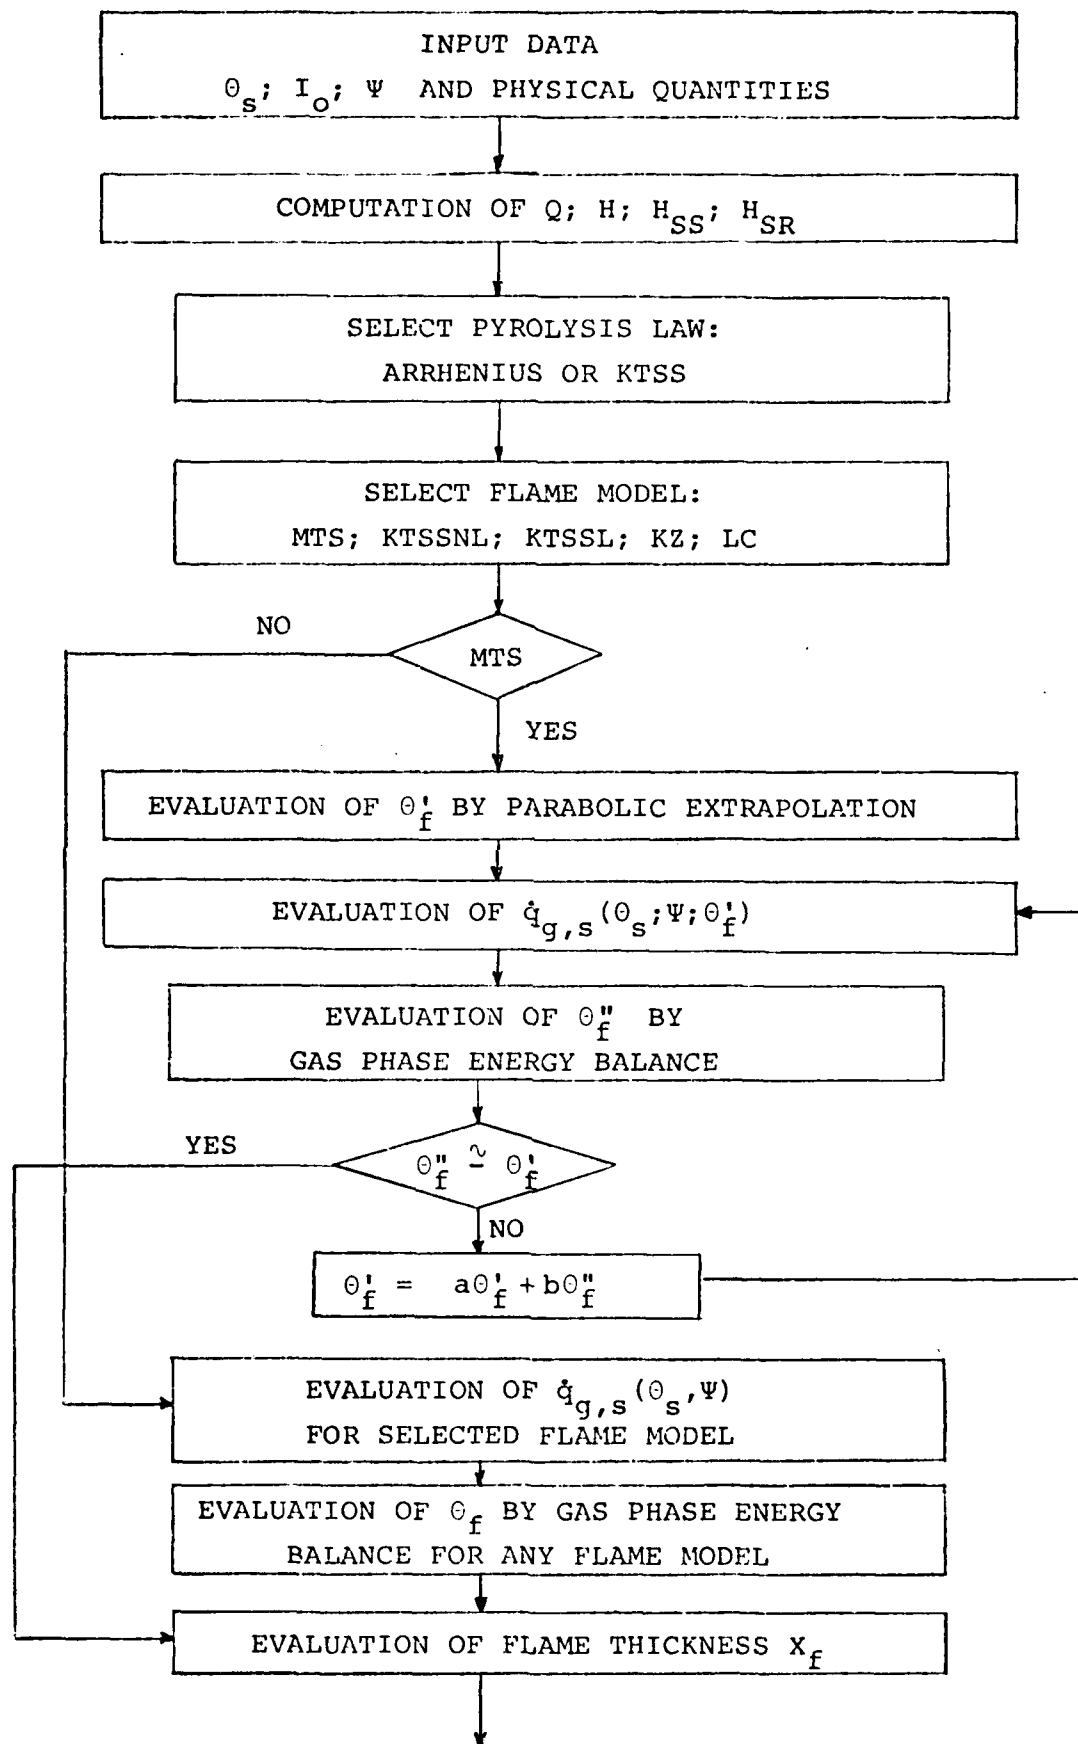 INPUT DATA
Θs; Io; Ψ AND PHYSICAL QUANTITIES
COMPUTATION OF Q; H; HSS; HSR
SELECT PYROLYSIS LAW:
ARRHENIUS OR KTSS
SELECT FLAME MODEL:
MTS; KTSSNL; KTSSL; KZ; LC
NO
MTS
YES
EVALUATION OF Θ'f BY PARABOLIC EXTRAPOLATION
EVALUATION OF q̇g,s(Θs;Ψ;Θ'f)
EVALUATION OF Θ"f BY
GAS PHASE ENERGY BALANCE
YES
Θ"f ≃ Θ'f
NO
Θ'f = aΘ'f + bΘ"f
EVALUATION OF q̇g,s(Θs,Ψ)
FOR SELECTED FLAME MODEL
EVALUATION OF Θf BY GAS PHASE ENERGY
BALANCE FOR ANY FLAME MODEL
EVALUATION OF FLAME THICKNESS Xf